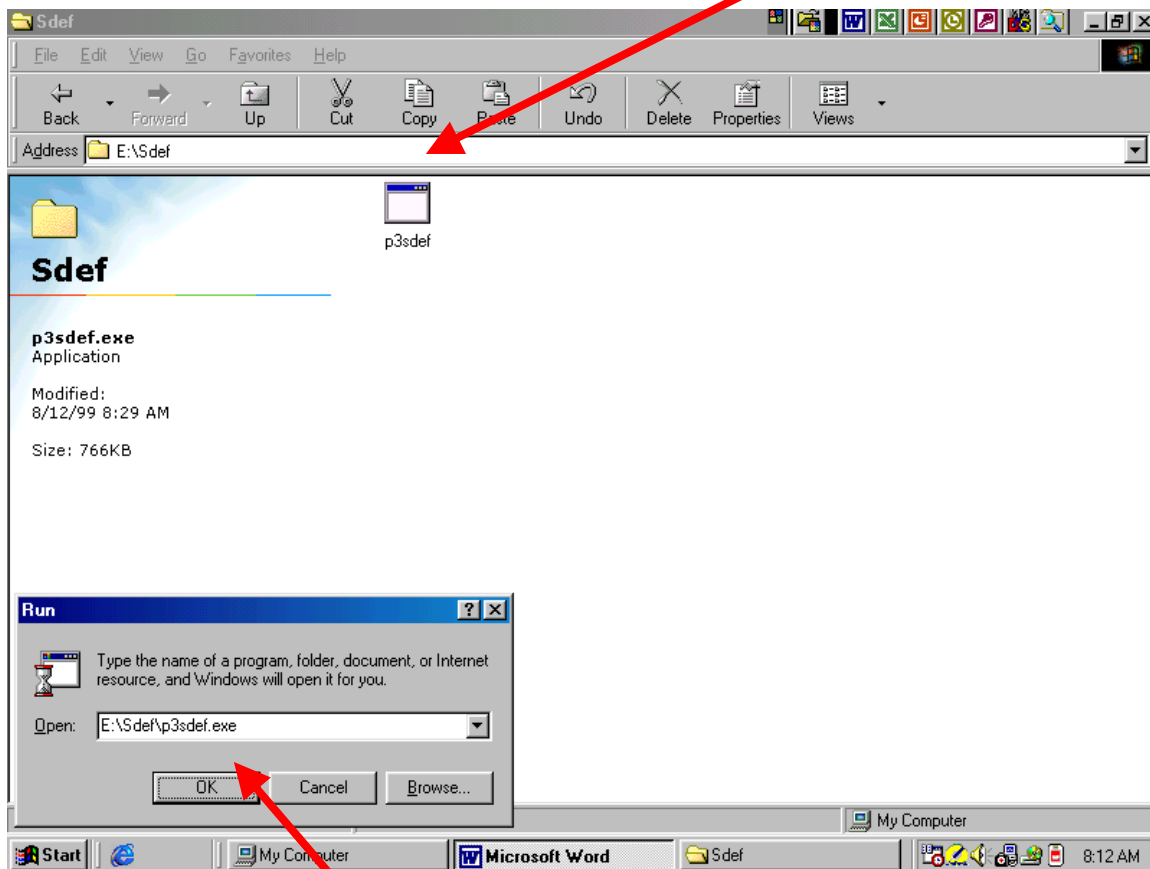 Sdef
File Edit View Go Favorites Help
Back Forward Up Cut Copy Paste Undo Delete Properties Views
Address E:\Sdef
p3sdef
Sdef
p3sdef.exe
Application
Modified:
8/12/99 8:29 AM
Size: 766KB
Run
Type the name of a program, folder, document, or Internet
resource, and Windows will open it for you.
Open: E:\Sdef\p3sdef.exe
OK Cancel Browse...
My Computer
Start My Computer Microsoft Word Sdef 8:12 AM